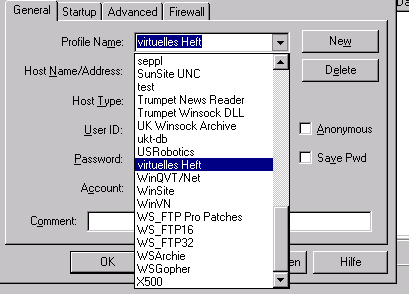 General Startup Advanced Firewall
Profile Name: virtuelles Heft New
Host Name/Address: Delete
Host Type:
User ID: Anonymous
Password: Save Pwd
Account:
Comment:
seppl
SunSite UNC
test
Trumpet News Reader
Trumpet Winsock DLL
UK Winsock Archive
ukt-db
USRobotics
virtuelles Heft
WinQVT/Net
WinSite
WinVN
WS_FTP Pro Patches
WS_FTP16
WS_FTP32
WSArchie
WSGopher
X500
OK Hilfe